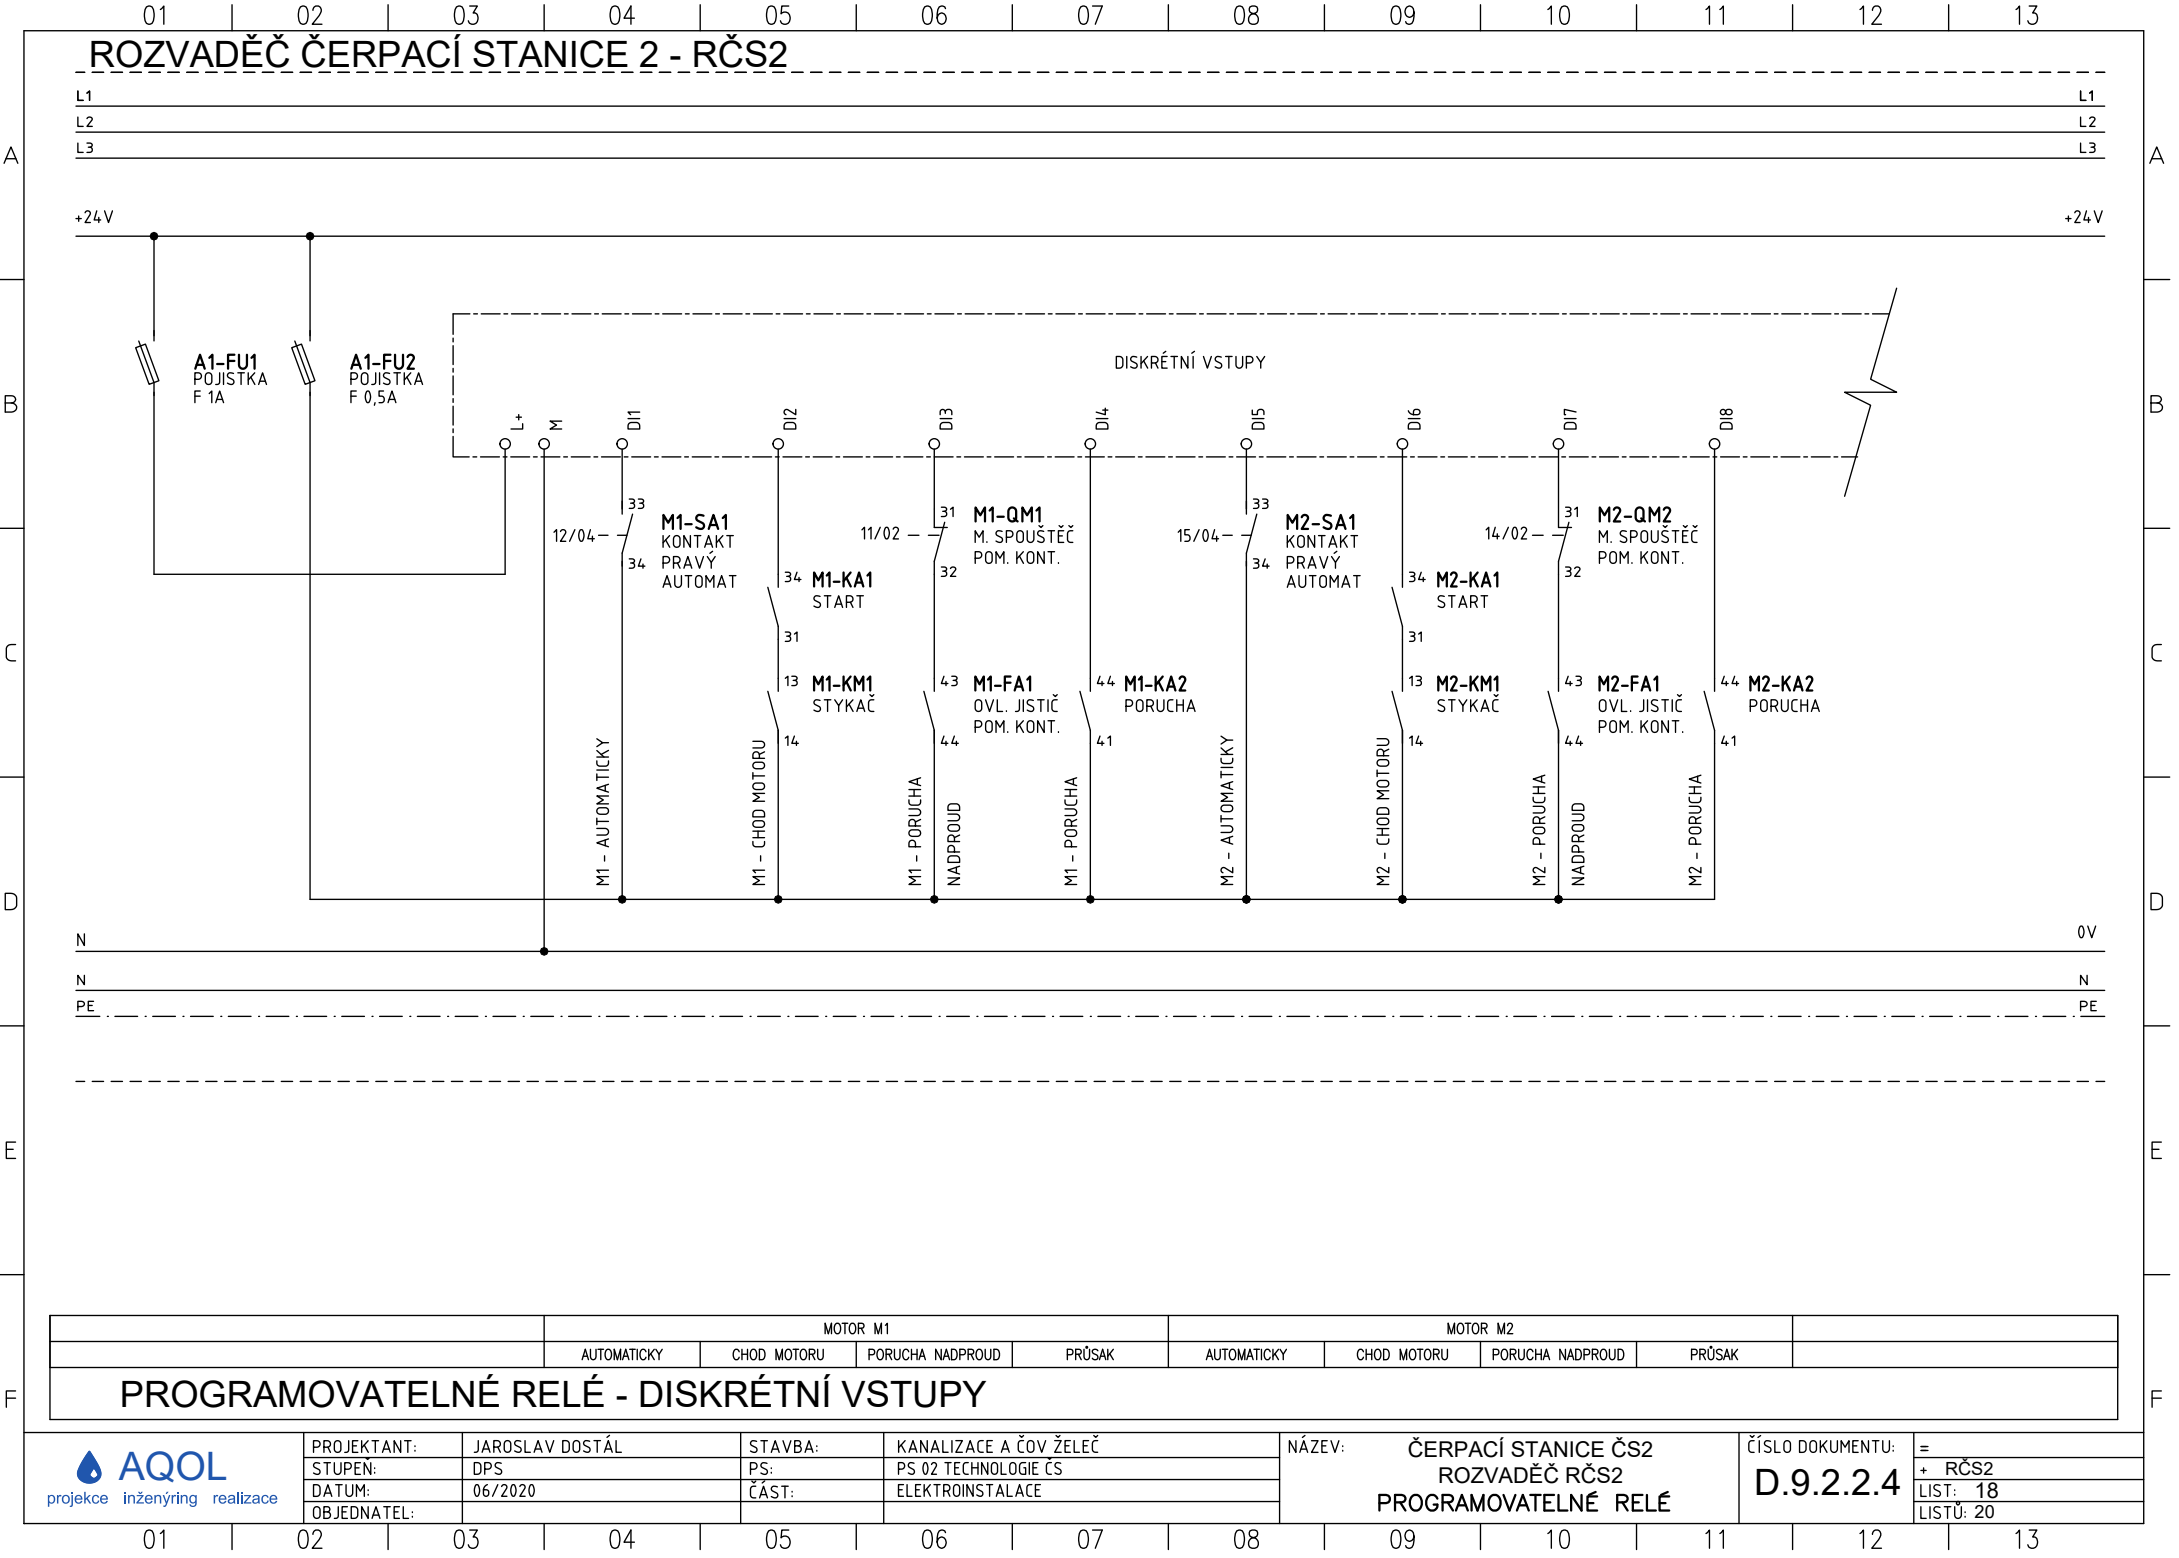 01 02 03 04 05 06 07 08 09 10 11 12 13
ROZVADĚČ ČERPACÍ STANICE 2 - RČS2
L1 L1
L2 L2
L3 L3
A A
+24V +24V
A1-FU1
POJISTKA
F 1A
A1-FU2
POJISTKA
F 0,5A
DISKRÉTNÍ VSTUPY
B B
L+ M DI1 DI2 DI3 DI4 DI5 DI6 DI7 DI8
12/04
33
34
M1-SA1
KONTAKT
PRAVÝ
AUTOMAT
34
31
M1-KA1
START
13
14
M1-KM1
STYKAČ
11/02
31
32
M1-QM1
M. SPOUŠTĚČ
POM. KONT.
43
44
M1-FA1
OVL. JISTIČ
POM. KONT.
44
41
M1-KA2
PORUCHA
15/04
33
34
M2-SA1
KONTAKT
PRAVÝ
AUTOMAT
34
31
M2-KA1
START
13
14
M2-KM1
STYKAČ
14/02
31
32
M2-QM2
M. SPOUŠTĚČ
POM. KONT.
43
44
M2-FA1
OVL. JISTIČ
POM. KONT.
44
41
M2-KA2
PORUCHA
C C
M1 - AUTOMATICKY
M1 - CHOD MOTORU
M1 - PORUCHA
NADPROUD
M1 - PORUCHA
M2 - AUTOMATICKY
M2 - CHOD MOTORU
M2 - PORUCHA
NADPROUD
M2 - PORUCHA
D D
N 0V
N N
PE PE
E E
MOTOR M1 MOTOR M2
AUTOMATICKY CHOD MOTORU PORUCHA NADPROUD PRŮSAK AUTOMATICKY CHOD MOTORU PORUCHA NADPROUD PRŮSAK
PROGRAMOVATELNÉ RELÉ - DISKRÉTNÍ VSTUPY
F F
AQOL
projekce inženýring realizace
PROJEKTANT: JAROSLAV DOSTÁL
STUPEŇ: DPS
DATUM: 06/2020
OBJEDNATEL:
STAVBA: KANALIZACE A ČOV ŽELEČ
PS: PS 02 TECHNOLOGIE ČS
ČÁST: ELEKTROINSTALACE
NÁZEV: ČERPACÍ STANICE ČS2
ROZVADĚČ RČS2
PROGRAMOVATELNÉ RELÉ
ČÍSLO DOKUMENTU:
D.9.2.2.4
=
+ RČS2
LIST: 18
LISTŮ: 20
01 02 03 04 05 06 07 08 09 10 11 12 13